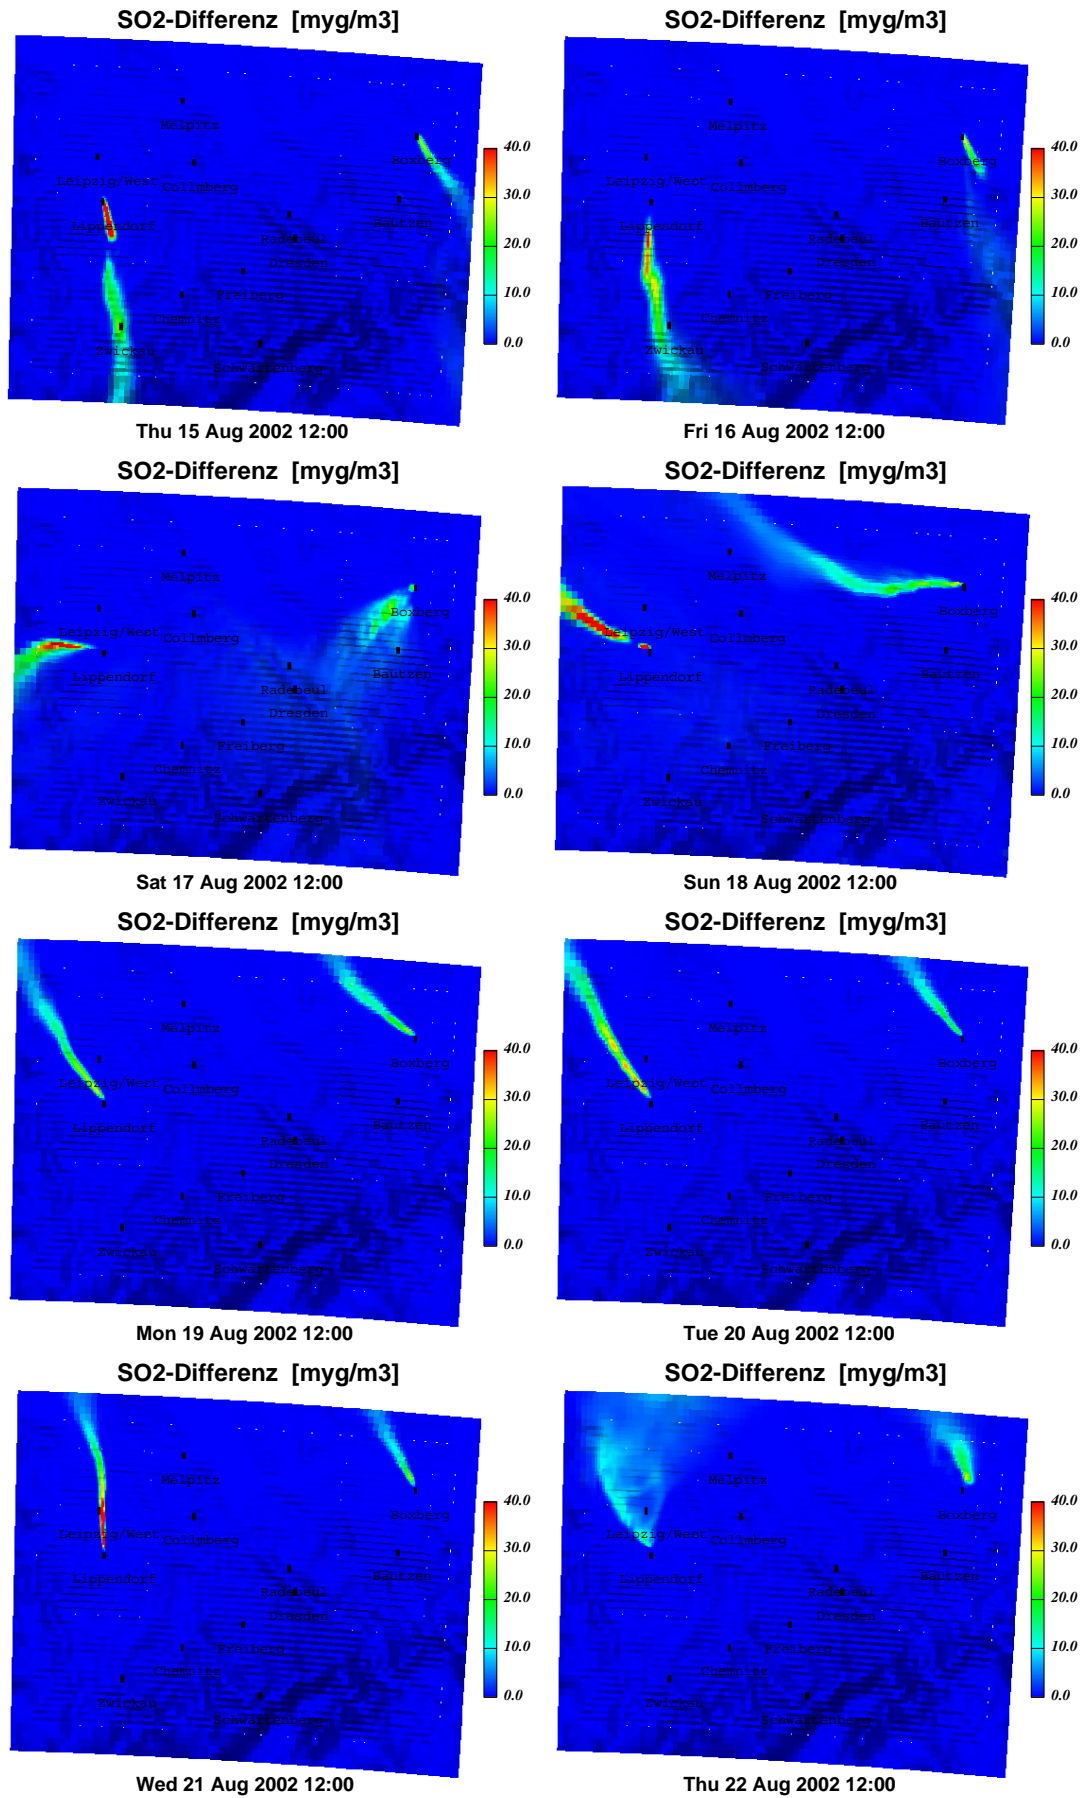 SO2-Differenz [myg/m3]
Melpitz
Boxberg
Leipzig/West
Collmberg
Lippendorf
Bautzen
Radebeul
Dresden
Freiberg
Chemnitz
Zwickau
Schwartenberg
40.0
30.0
20.0
10.0
0.0
Thu 15 Aug 2002 12:00
SO2-Differenz [myg/m3]
Melpitz
Boxberg
Leipzig/West
Collmberg
Lippendorf
Bautzen
Radebeul
Dresden
Freiberg
Chemnitz
Zwickau
Schwartenberg
40.0
30.0
20.0
10.0
0.0
Fri 16 Aug 2002 12:00
SO2-Differenz [myg/m3]
Melpitz
Boxberg
Leipzig/West
Collmberg
Lippendorf
Bautzen
Radebeul
Dresden
Freiberg
Chemnitz
Zwickau
Schwartenberg
40.0
30.0
20.0
10.0
0.0
Sat 17 Aug 2002 12:00
SO2-Differenz [myg/m3]
Melpitz
Boxberg
Leipzig/West
Collmberg
Lippendorf
Bautzen
Radebeul
Dresden
Freiberg
Chemnitz
Zwickau
Schwartenberg
40.0
30.0
20.0
10.0
0.0
Sun 18 Aug 2002 12:00
SO2-Differenz [myg/m3]
Melpitz
Boxberg
Leipzig/West
Collmberg
Lippendorf
Bautzen
Radebeul
Dresden
Freiberg
Chemnitz
Zwickau
Schwartenberg
40.0
30.0
20.0
10.0
0.0
Mon 19 Aug 2002 12:00
SO2-Differenz [myg/m3]
Melpitz
Boxberg
Leipzig/West
Collmberg
Lippendorf
Bautzen
Radebeul
Dresden
Freiberg
Chemnitz
Zwickau
Schwartenberg
40.0
30.0
20.0
10.0
0.0
Tue 20 Aug 2002 12:00
SO2-Differenz [myg/m3]
Melpitz
Boxberg
Leipzig/West
Collmberg
Lippendorf
Bautzen
Radebeul
Dresden
Freiberg
Chemnitz
Zwickau
Schwartenberg
40.0
30.0
20.0
10.0
0.0
Wed 21 Aug 2002 12:00
SO2-Differenz [myg/m3]
Melpitz
Boxberg
Leipzig/West
Collmberg
Lippendorf
Bautzen
Radebeul
Dresden
Freiberg
Chemnitz
Zwickau
Schwartenberg
40.0
30.0
20.0
10.0
0.0
Thu 22 Aug 2002 12:00